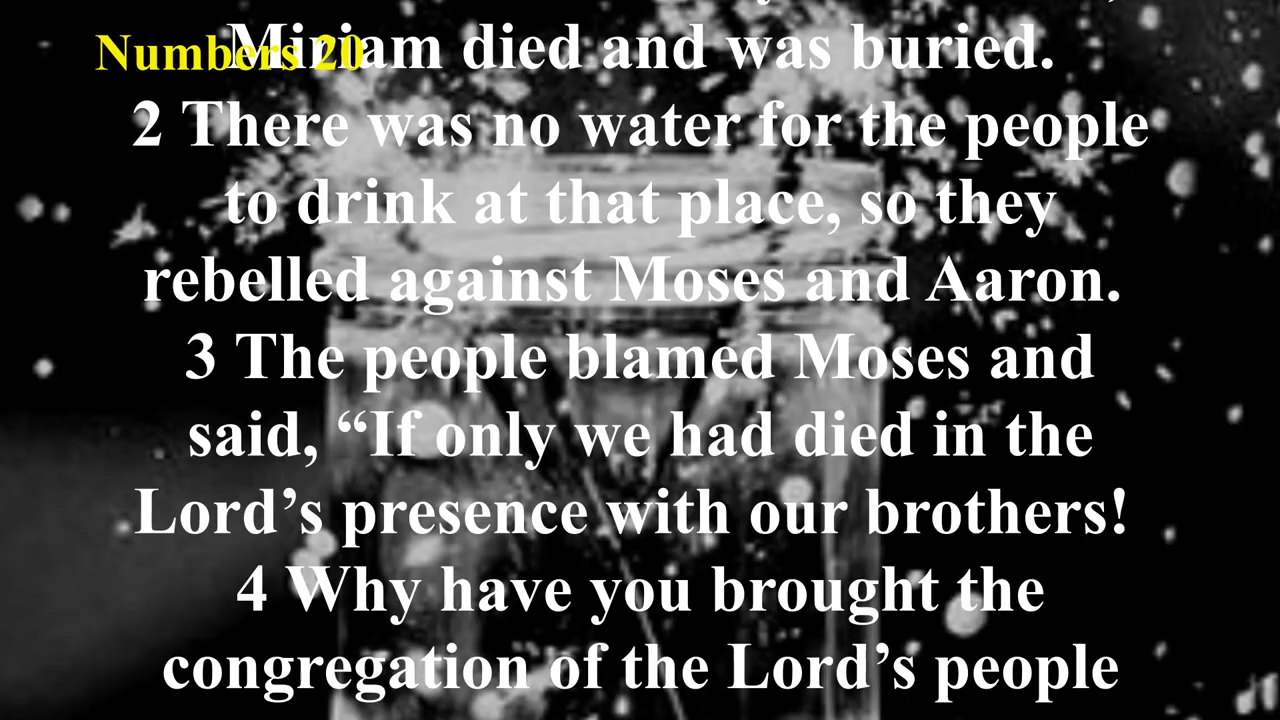 Numbers 20
Miriam died and was buried.
2 There was no water for the people
to drink at that place, so they
rebelled against Moses and Aaron.
3 The people blamed Moses and
said, “If only we had died in the
Lord’s presence with our brothers!
4 Why have you brought the
congregation of the Lord’s people